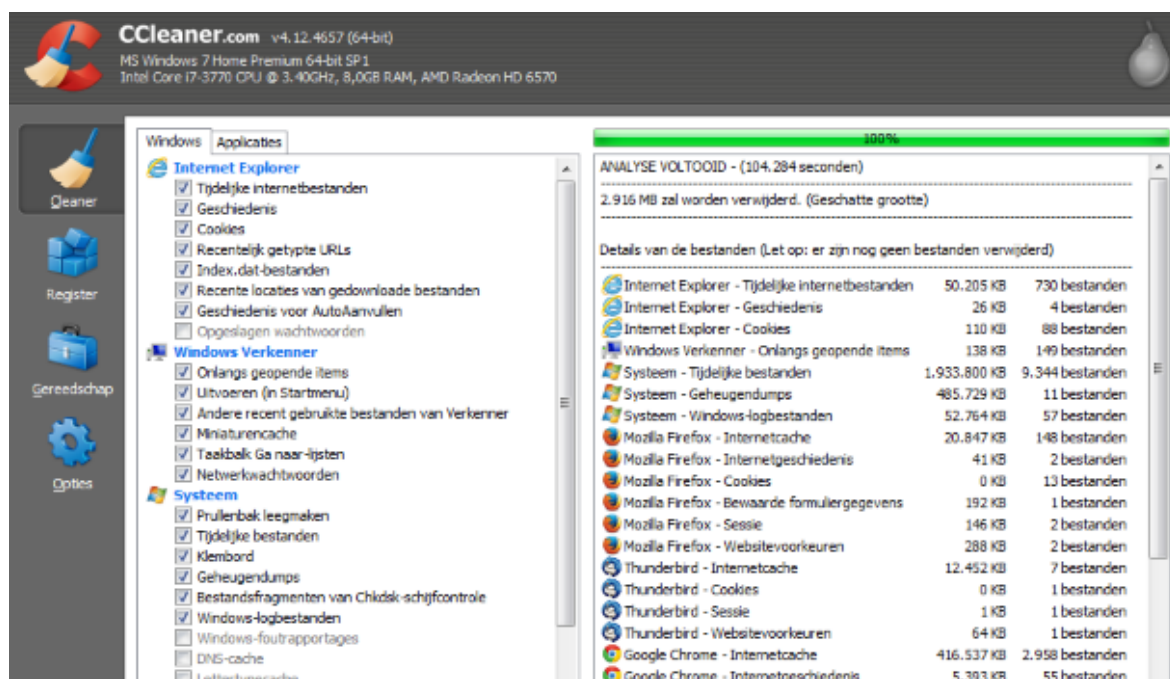 CCleaner.com v4.12.4657 (64-bit)
MS Windows 7 Home Premium 64-bit SP1
Intel Core i7-3770 CPU @ 3.40GHz, 8,0GB RAM, AMD Radeon HD 6570
Cleaner
Register
Gereedschap
Opties
Windows Applicaties
Internet Explorer
Tijdelijke internetbestanden
Geschiedenis
Cookies
Recentelijk getypte URLs
Index.dat-bestanden
Recente locaties van gedownloade bestanden
Geschiedenis voor AutoAanvullen
Opgeslagen wachtwoorden
Windows Verkenner
Onlangs geopende items
Uitvoeren (in Startmenu)
Andere recent gebruikte bestanden van Verkenner
Miniaturencache
Taakbalk Ga naar-lijsten
Netwerkwachtwoorden
Systeem
Prullenbak leegmaken
Tijdelijke bestanden
Klembord
Geheugendumps
Bestandsfragmenten van Chkdsk-schijfcontrole
Windows-logbestanden
Windows-foutrapportages
DNS-cache
Lettertypecache
100%
ANALYSE VOLTOOID - (104.284 seconden)
2.916 MB zal worden verwijderd. (Geschatte grootte)
Details van de bestanden (Let op: er zijn nog geen bestanden verwijderd)
Internet Explorer - Tijdelijke internetbestanden 50.205 KB 730 bestanden
Internet Explorer - Geschiedenis 26 KB 4 bestanden
Internet Explorer - Cookies 110 KB 88 bestanden
Windows Verkenner - Onlangs geopende items 138 KB 149 bestanden
Systeem - Tijdelijke bestanden 1.933.800 KB 9.344 bestanden
Systeem - Geheugendumps 485.729 KB 11 bestanden
Systeem - Windows-logbestanden 52.764 KB 57 bestanden
Mozilla Firefox - Internetcache 20.847 KB 148 bestanden
Mozilla Firefox - Internetgeschiedenis 41 KB 2 bestanden
Mozilla Firefox - Cookies 0 KB 13 bestanden
Mozilla Firefox - Bewaarde formuliergegevens 192 KB 1 bestanden
Mozilla Firefox - Sessie 146 KB 2 bestanden
Mozilla Firefox - Websitevoorkeuren 288 KB 2 bestanden
Thunderbird - Internetcache 12.452 KB 7 bestanden
Thunderbird - Cookies 0 KB 1 bestanden
Thunderbird - Sessie 1 KB 1 bestanden
Thunderbird - Websitevoorkeuren 64 KB 1 bestanden
Google Chrome - Internetcache 416.537 KB 2.958 bestanden
Google Chrome - Internetgeschiedenis 5.393 KB 55 bestanden